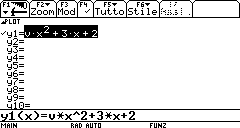 F1 F2 F3 F4 F5 F6
Zoom Mod ✓ Tutto Stile
▲PLOT
✓y1=v·x²+3·x+2
y2=
y3=
y4=
y5=
y6=
y7=
y8=
y9=
y10=
y1(x)=v*x^2+3*x+2
MAIN RAD AUTO FUNZ